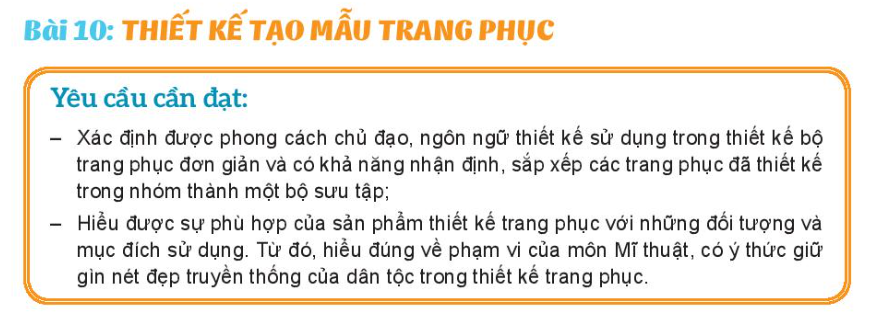 Bài 10: THIẾT KẾ TẠO MẪU TRANG PHỤC
Yêu cầu cần đạt:
– Xác định được phong cách chủ đạo, ngôn ngữ thiết kế sử dụng trong thiết kế bộ
trang phục đơn giản và có khả năng nhận định, sắp xếp các trang phục đã thiết kế
trong nhóm thành một bộ sưu tập;
– Hiểu được sự phù hợp của sản phẩm thiết kế trang phục với những đối tượng và
mục đích sử dụng. Từ đó, hiểu đúng về phạm vi của môn Mĩ thuật, có ý thức giữ
gìn nét đẹp truyền thống của dân tộc trong thiết kế trang phục.